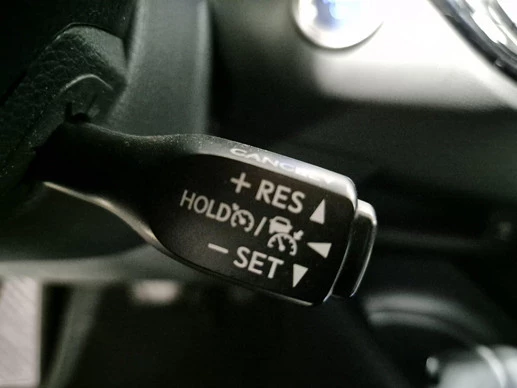 CANCEL
+ RES
HOLD /
- SET